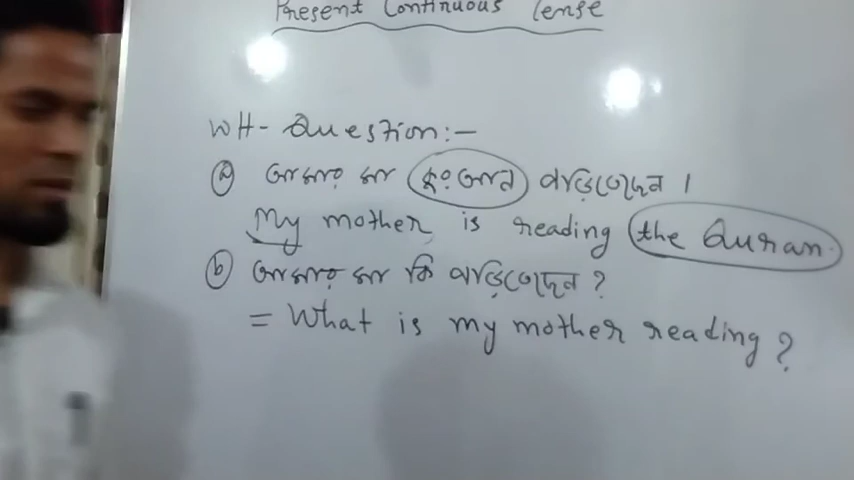 Present Continuous Tense
WH- Question:-
(a) আমার মা কুরআন পড়িতেছেন।
My mother is reading the Quran.
(b) আমার মা কি পড়িতেছেন?
= What is my mother reading?